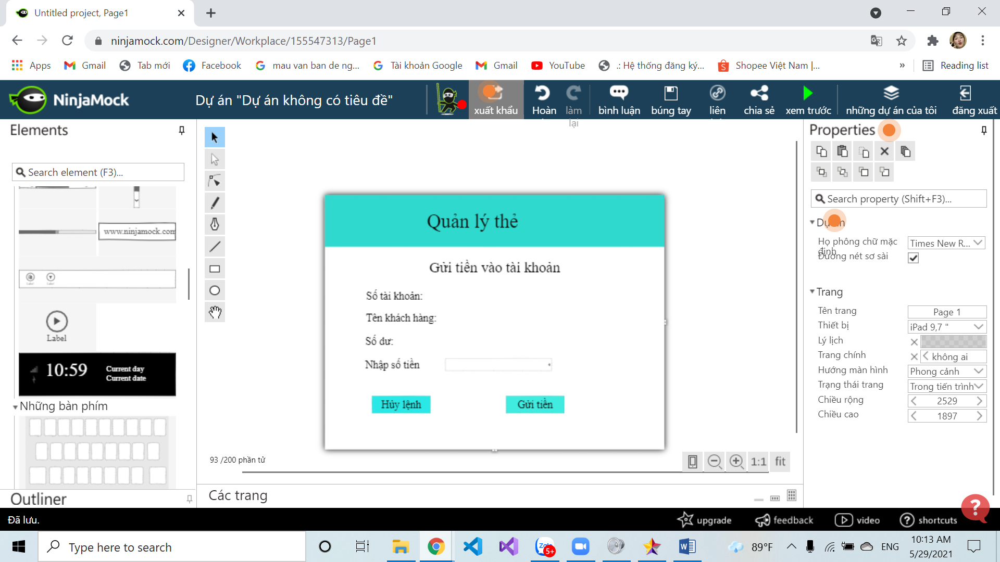 Untitled project, Page1
ninjamock.com/Designer/Workplace/155547313/Page1
Apps
Gmail
Tab mới
Facebook
mau van ban de ng...
Tài khoản Google
Gmail
YouTube
.: Hệ thống đăng ký...
Shopee Việt Nam |...
»
Reading list
NinjaMock
Dự án "Dự án không có tiêu đề"
xuất khẩu
Hoàn
làm
lại
bình luận
búng tay
liên
chia sẻ
xem trước
những dự án của tôi
đăng xuất
Elements
Search element (F3)...
www.ninjamock.com
Label
10:59
Current day
Current date
Những bàn phím
Outliner
Quản lý thẻ
Gửi tiền vào tài khoản
Số tài khoản:
Tên khách hàng:
Số dư:
Nhập số tiền
Hủy lệnh
Gửi tiền
93 /200 phần tử
1:1
fit
Các trang
Properties
Search property (Shift+F3)...
Họ phông chữ mặc
định
Times New R...
Đường nét sơ sài
Trang
Tên trang
Page 1
Thiết bị
iPad 9,7 "
Lý lịch
Trang chính
không ai
Hướng màn hình
Phong cảnh
Trạng thái trang
Trong tiến trình
Chiều rộng
2529
Chiều cao
1897
Đã lưu.
upgrade
feedback
video
shortcuts
Type here to search
Zalo
5+
89°F
ENG
10:13 AM
5/29/2021